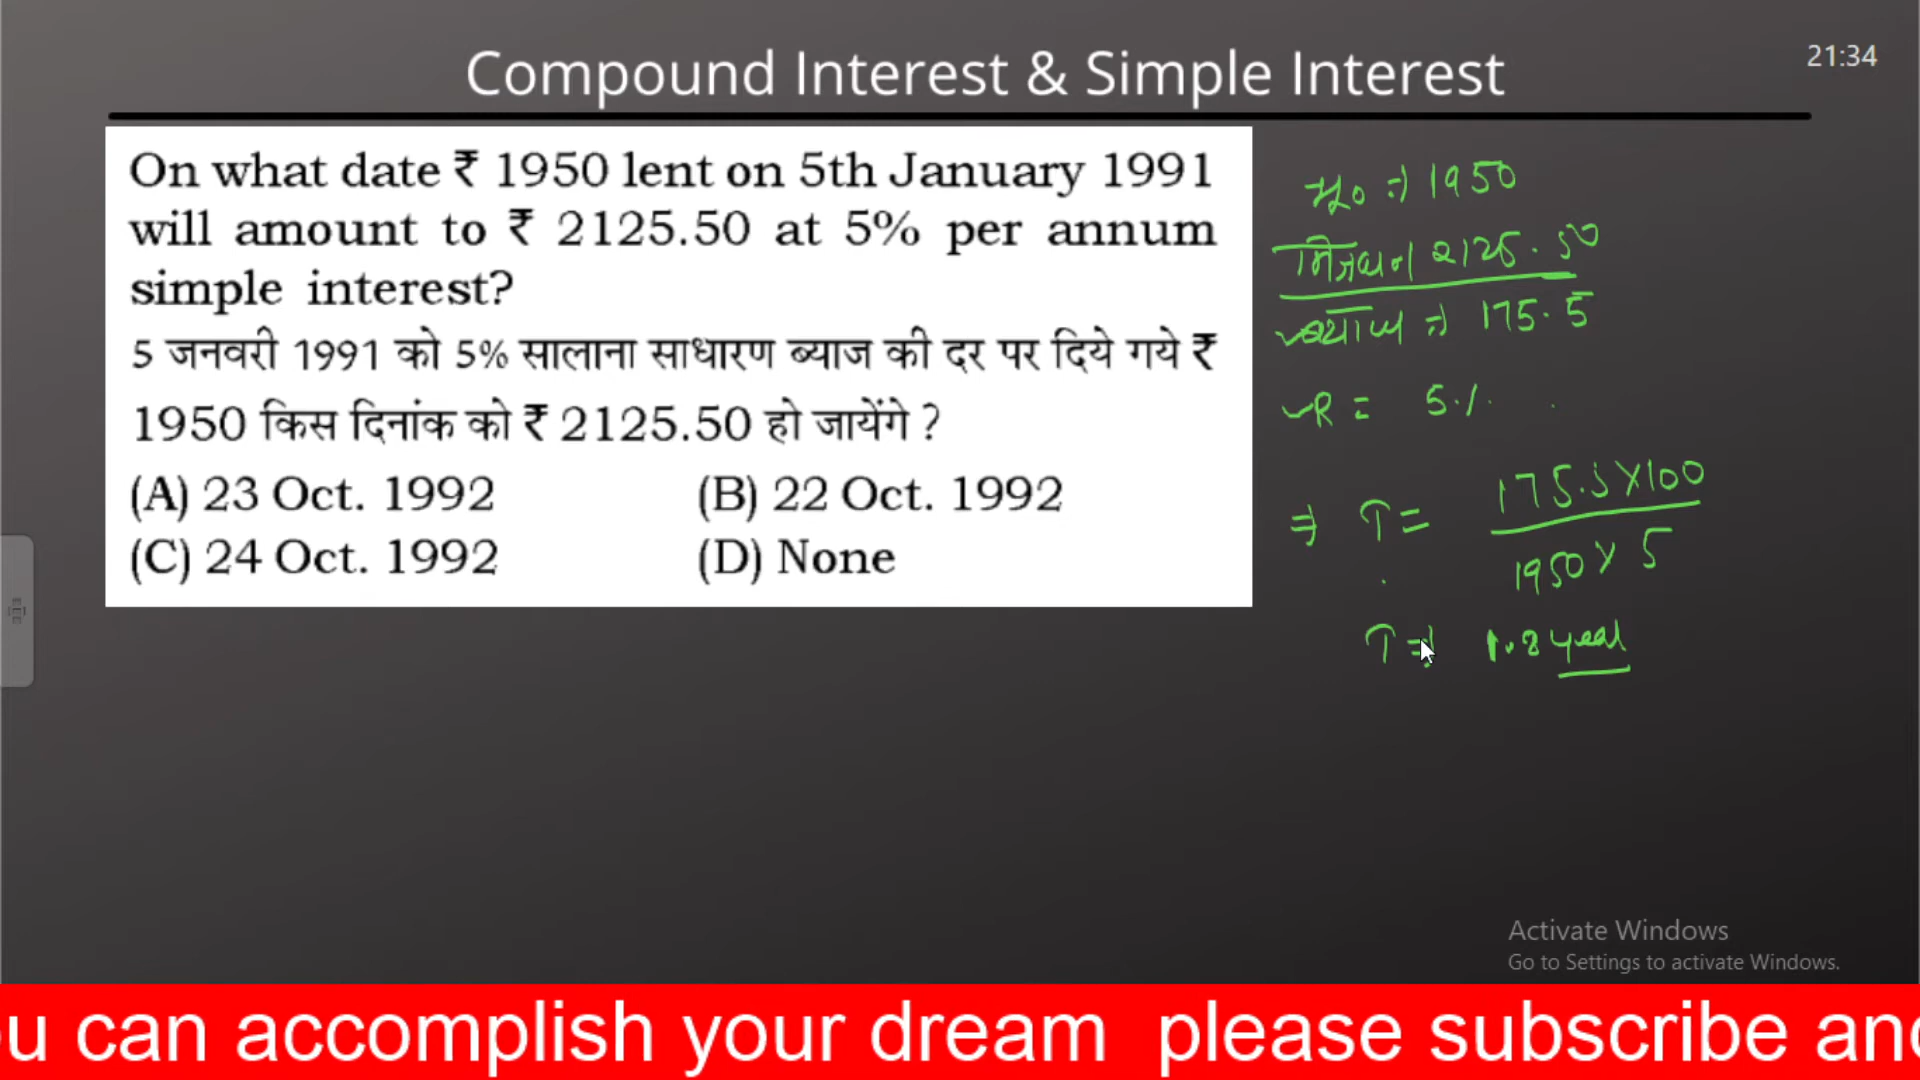 Compound Interest & Simple Interest
21:34
On what date ₹ 1950 lent on 5th January 1991
will amount to ₹ 2125.50 at 5% per annum
simple interest?
5 जनवरी 1991 को 5% सालाना साधारण ब्याज की दर पर दिये गये ₹
1950 किस दिनांक को ₹ 2125.50 हो जायेंगे ?
(A) 23 Oct. 1992 (B) 22 Oct. 1992
(C) 24 Oct. 1992 (D) None
मू० ⇒ 1950
मिश्रधन 2125.50
ब्याज ⇒ 175.5
R = 5%
⇒ T = 175.5×100
1950×5
T ⇒ 1.8 year
Activate Windows
Go to Settings to activate Windows.
ou can accomplish your dream please subscribe and